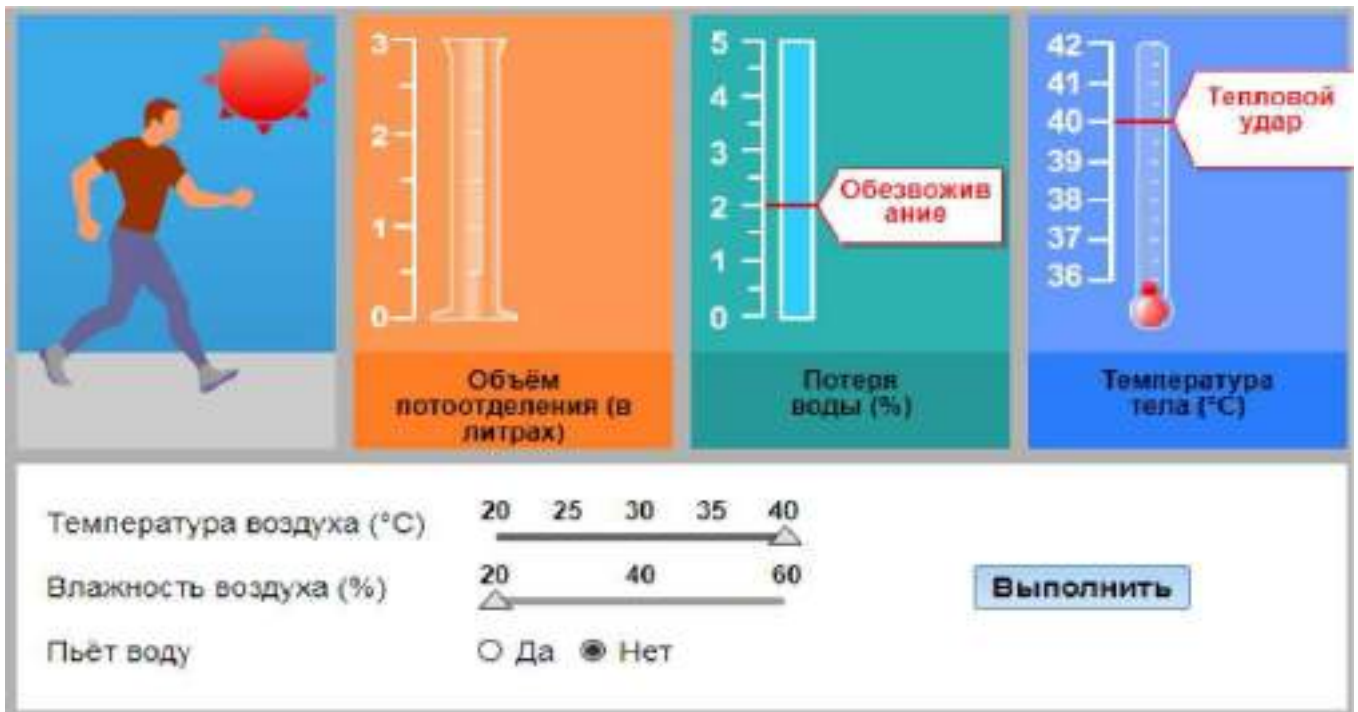 3
2
1
0
Объём
потоотделения (в
литрах)
5
4
3
2
1
0
Обезвожив
ание
Потеря
воды (%)
42
41
40
39
38
37
36
Тепловой
удар
Температура
тела (°C)
Температура воздуха (°C) 20 25 30 35 40
Влажность воздуха (%) 20 40 60
Выполнить
Пьёт воду Да Нет